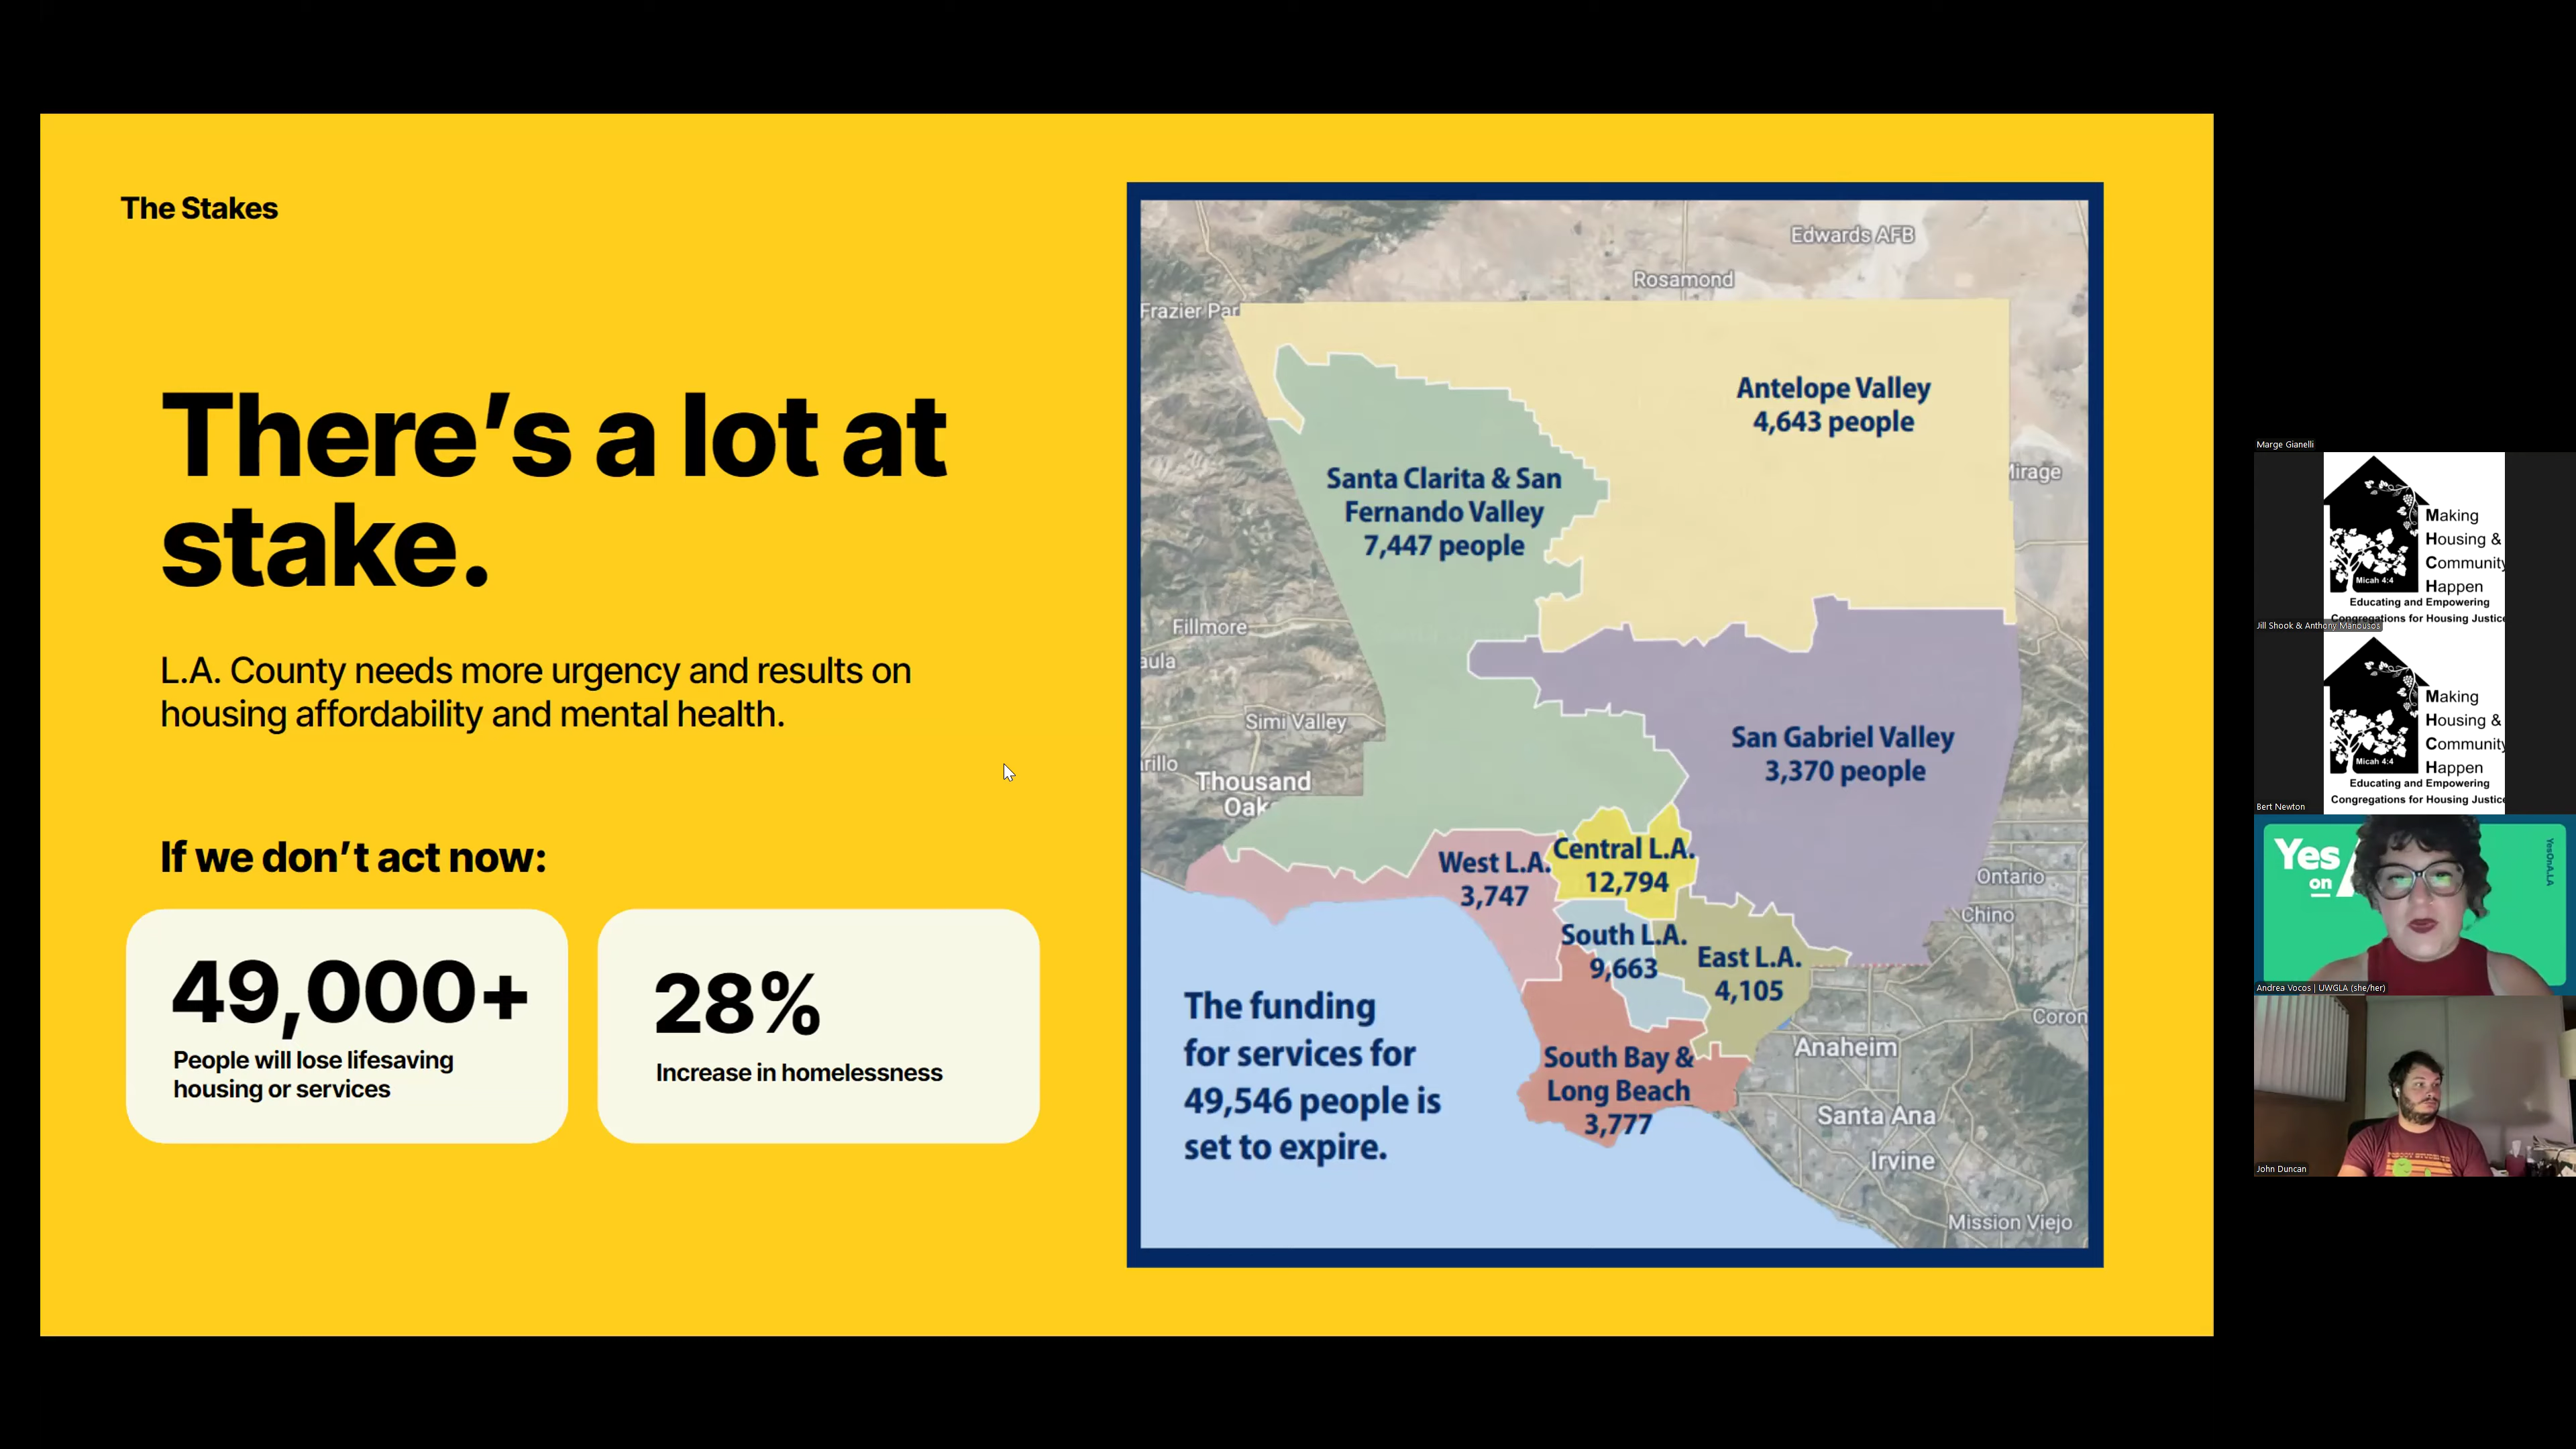 The Stakes
There's a lot at
stake.
L.A. County needs more urgency and results on
housing affordability and mental health.
If we don't act now:
49,000+
People will lose lifesaving
housing or services
28%
Increase in homelessness
Edwards AFB
Rosamond
Frazier Par
Antelope Valley
4,643 people
Mirage
Santa Clarita & San
Fernando Valley
7,447 people
Fillmore
aula
Simi Valley
San Gabriel Valley
3,370 people
rillo
Thousand
Oaks
West L.A.
3,747
Central L.A.
12,794
Ontario
Chino
South L.A.
9,663
East L.A.
4,105
Coron
Anaheim
South Bay &
Long Beach
3,777
Santa Ana
Irvine
Mission Viejo
The funding
for services for
49,546 people is
set to expire.
Marge Gianelli
Making
Housing &
Community
Happen
Micah 4:4
Educating and Empowering
Congregations for Housing Justice
Jill Shook & Anthony Manousos
Making
Housing &
Community
Happen
Micah 4:4
Educating and Empowering
Congregations for Housing Justice
Bert Newton
Yes
on
YesOnA.LA
Andrea Vocos | UWGLA (she/her)
John Duncan